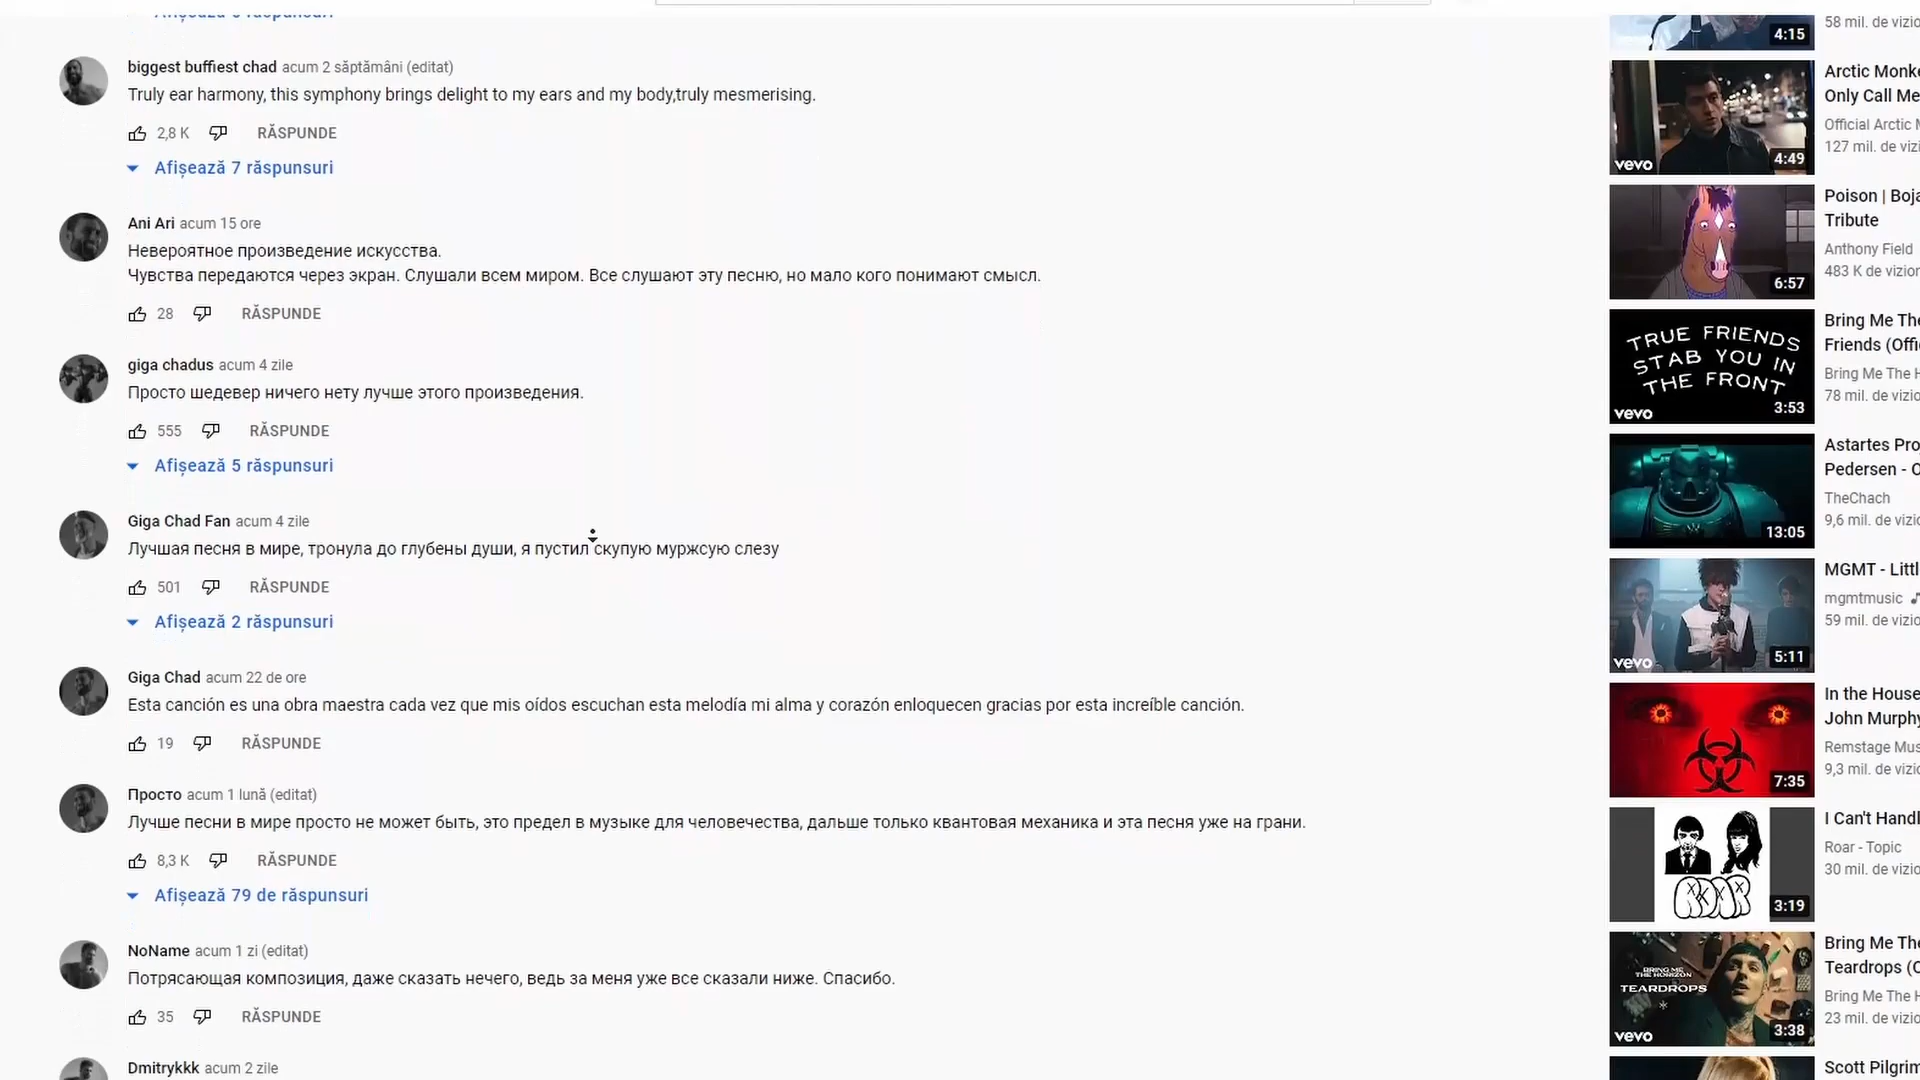 biggest buffiest chad acum 2 săptămâni (editat)
Truly ear harmony, this symphony brings delight to my ears and my body,truly mesmerising.
2,8 K RĂSPUNDE
Afișează 7 răspunsuri
Ani Ari acum 15 ore
Невероятное произведение искусства.
Чувства передаются через экран. Слушали всем миром. Все слушают эту песню, но мало кого понимают смысл.
28 RĂSPUNDE
giga chadus acum 4 zile
Просто шедевр ничего нету лучше этого произведения.
555 RĂSPUNDE
Afișează 5 răspunsuri
Giga Chad Fan acum 4 zile
Лучшая песня в мире, тронула до глубены души, я пустил скупую муржсую слезу
501 RĂSPUNDE
Afișează 2 răspunsuri
Giga Chad acum 22 de ore
Esta canción es una obra maestra cada vez que mis oídos escuchan esta melodía mi alma y corazón enloquecen gracias por esta increíble canción.
19 RĂSPUNDE
Просто acum 1 lună (editat)
Лучше песни в мире просто не может быть, это предел в музыке для человечества, дальше только квантовая механика и эта песня уже на грани.
8,3 K RĂSPUNDE
Afișează 79 de răspunsuri
NoName acum 1 zi (editat)
Потрясающая композиция, даже сказать нечего, ведь за меня уже все сказали ниже. Спасибо.
35 RĂSPUNDE
Dmitrykkk acum 2 zile
4:15
58 mil. de vizio
vevo 4:49
Arctic Monke
Only Call Me
Official Arctic M
127 mil. de vizi
6:57
Poison | Boja
Tribute
Anthony Field
483 K de vizion
TRUE FRIENDS
STAB YOU IN
THE FRONT
vevo 3:53
Bring Me The
Friends (Offi
Bring Me The H
78 mil. de vizio
13:05
Astartes Pro
Pedersen - O
TheChach
9,6 mil. de vizio
vevo 5:11
MGMT - Littl
mgmtmusic
59 mil. de vizio
7:35
In the House
John Murphy
Remstage Mus
9,3 mil. de vizio
ROAR
3:19
I Can't Handl
Roar - Topic
30 mil. de vizio
BRING ME
THE HORIZON
TEARDROPS
vevo 3:38
Bring Me The
Teardrops (O
Bring Me The H
23 mil. de vizio
Scott Pilgrim